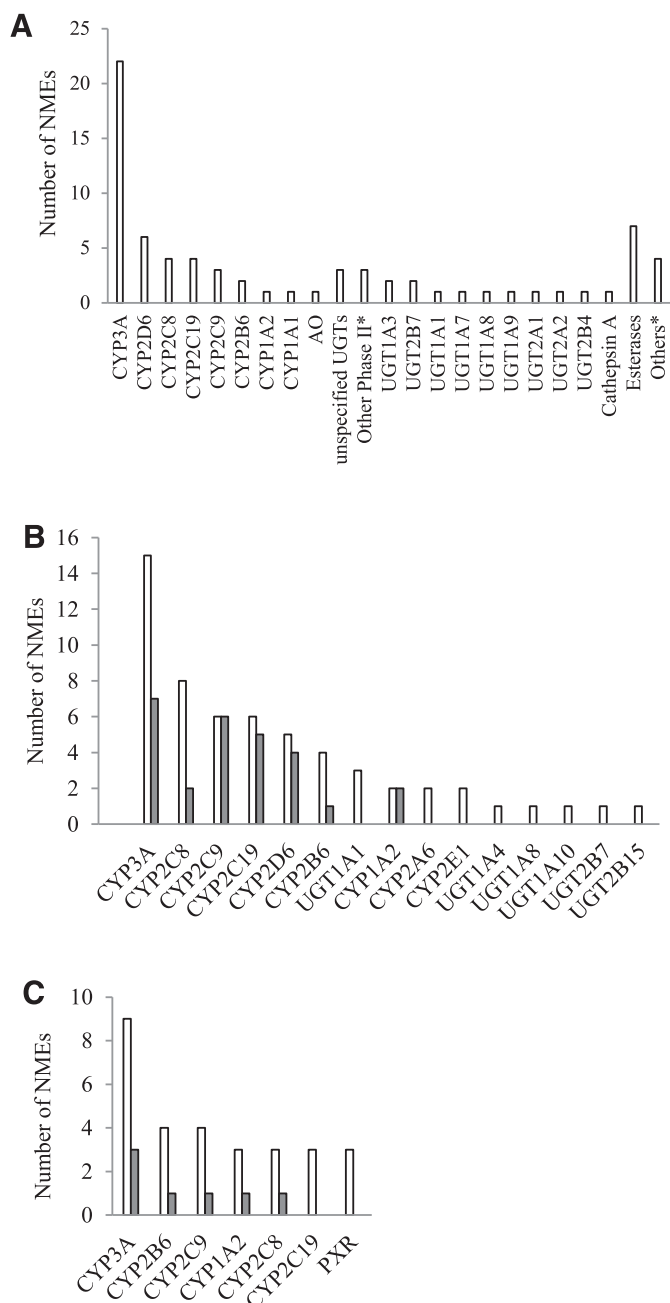 A
Number of NMEs
25
20
15
10
5
0
CYP3A
CYP2D6
CYP2C8
CYP2C19
CYP2C9
CYP2B6
CYP1A2
CYP1A1
AO
unspecified UGTs
Other Phase II*
UGT1A3
UGT2B7
UGT1A1
UGT1A7
UGT1A8
UGT1A9
UGT2A1
UGT2A2
UGT2B4
Cathepsin A
Esterases
Others*
B
Number of NMEs
16
14
12
10
8
6
4
2
0
CYP3A
CYP2C8
CYP2C9
CYP2C19
CYP2D6
CYP2B6
UGT1A1
CYP1A2
CYP2A6
CYP2E1
UGT1A4
UGT1A8
UGT1A10
UGT2B7
UGT2B15
C
Number of NMEs
10
8
6
4
2
0
CYP3A
CYP2B6
CYP2C9
CYP1A2
CYP2C8
CYP2C19
PXR